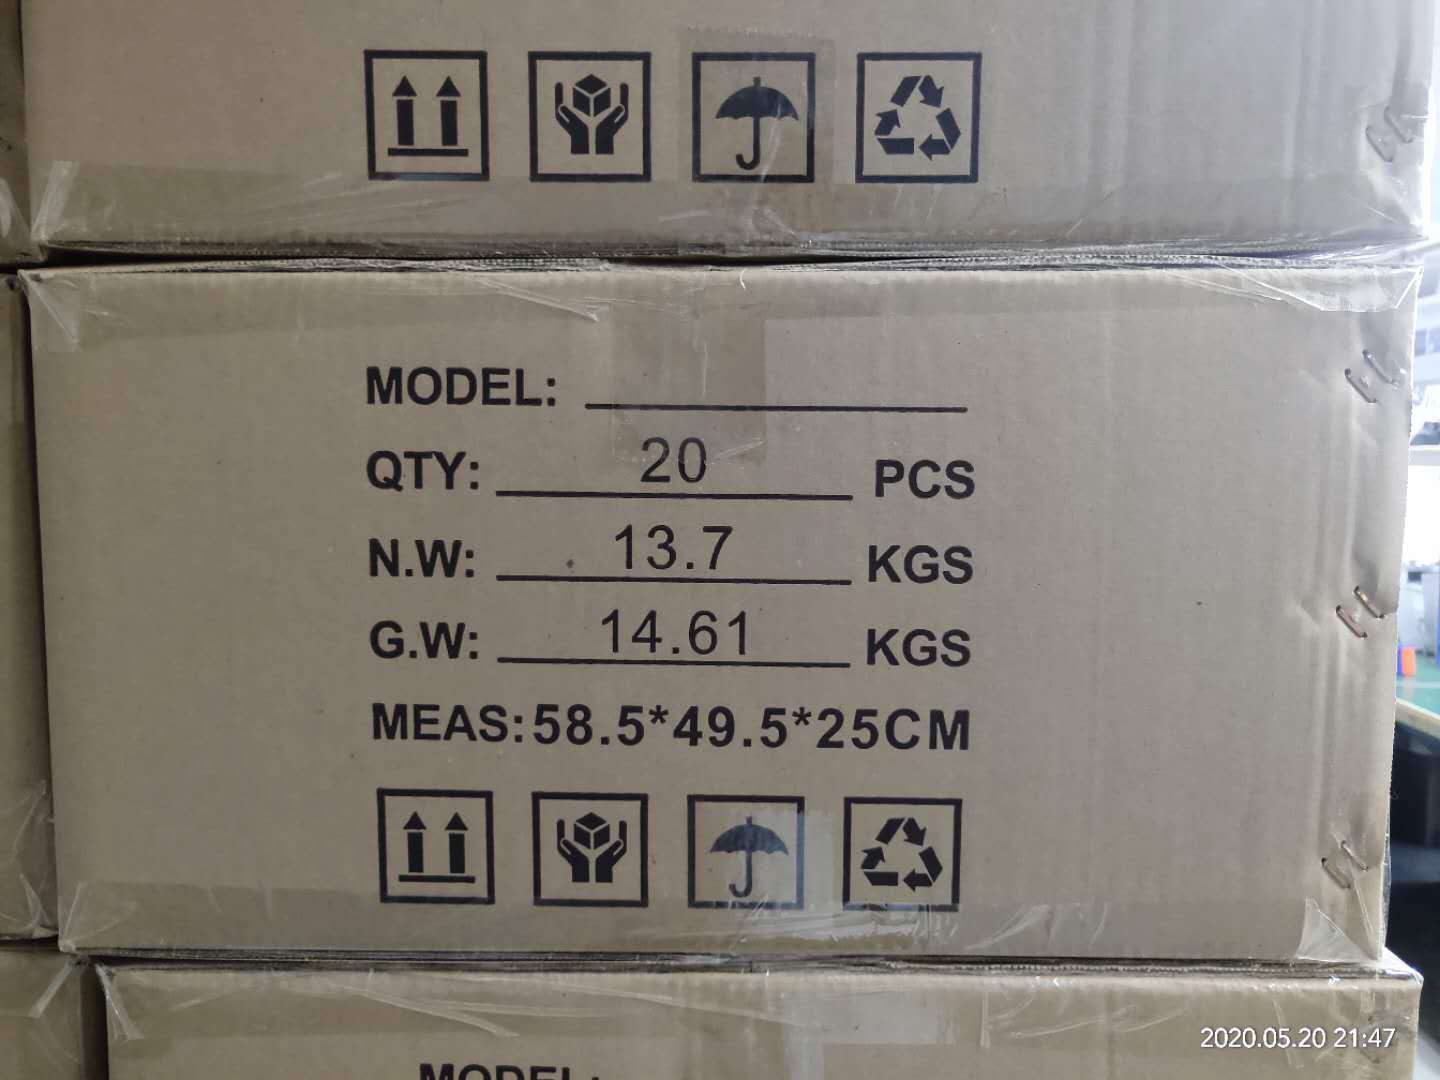 MODEL:
QTY: 20 PCS
N.W: 13.7 KGS
G.W: 14.61 KGS
MEAS:58.5*49.5*25CM
MODEL:
2020.05.20 21:47